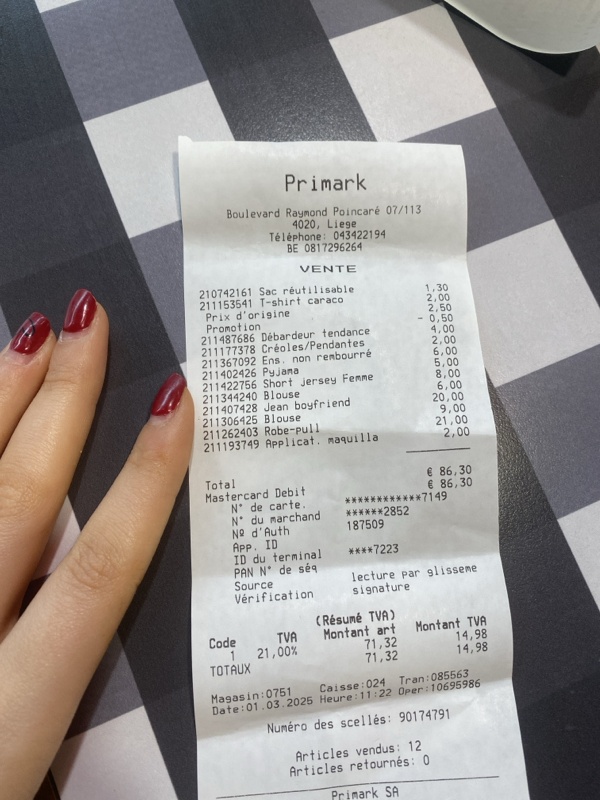 Primark
Boulevard Raymond Poincaré 07/113
4020, Liege
Téléphone: 043422194
BE 0817296264
VENTE
210742161 Sac réutilisable 1,30
211153541 T-shirt caraco 2,00
Prix d'origine 2,50
Promotion - 0,50
211487686 Débardeur tendance 4,00
211177378 Créoles/Pendantes 2,00
211367092 Ens. non rembourré 6,00
211402426 Pyjama 5,00
211422756 Short jersey Femme 8,00
211344240 Blouse 6,00
211407428 Jean boyfriend 20,00
211306425 Blouse 9,00
211262403 Robe-pull 21,00
211193749 Applicat. maquilla 2,00
Total € 86,30
Mastercard Debit € 86,30
N° de carte. ************7149
N° du marchand ******2852
Nº d'Auth 187509
App. ID
ID du terminal ****7223
PAN N° de séq
Source lecture par glisseme
Vérification signature
(Résumé TVA)
Code TVA Montant art Montant TVA
1 21,00% 71,32 14,98
TOTAUX 71,32 14,98
Magasin:0751 Caisse:024 Tran:085563
Date:01.03.2025 Heure:11:22 Oper:10695986
Numéro des scellés: 90174791
Articles vendus: 12
Articles retournés: 0
Primark SA